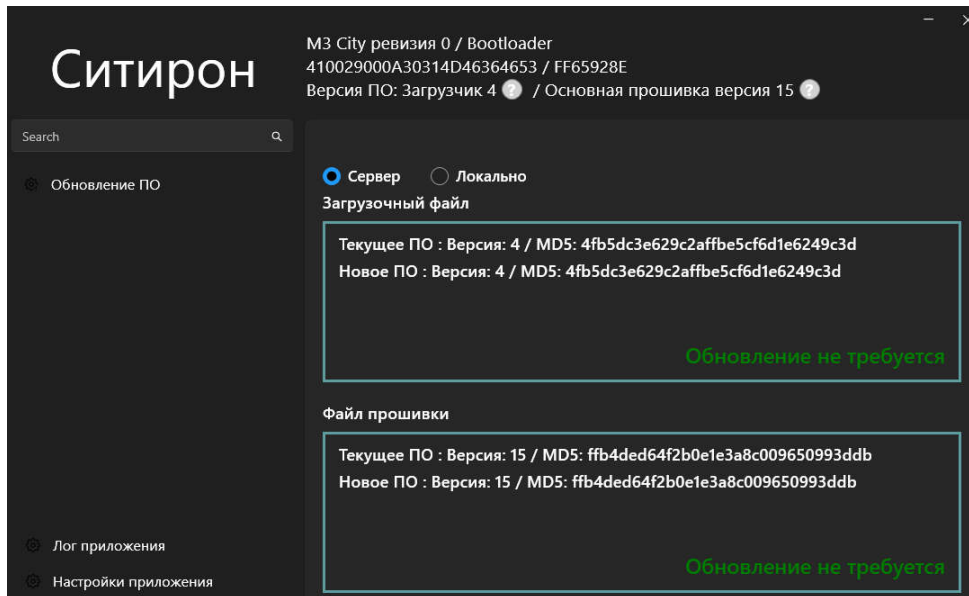 Ситирон
М3 City ревизия 0 / Bootloader
410029000A30314D46364653 / FF65928E
Версия ПО: Загрузчик 4 ? / Основная прошивка версия 15 ?
Search
Обновление ПО
Лог приложения
Настройки приложения
Сервер Локально
Загрузочный файл
Текущее ПО : Версия: 4 / MD5: 4fb5dc3e629c2affbe5cf6d1e6249c3d
Новое ПО : Версия: 4 / MD5: 4fb5dc3e629c2affbe5cf6d1e6249c3d
Обновление не требуется
Файл прошивки
Текущее ПО : Версия: 15 / MD5: ffb4ded64f2b0e1e3a8c009650993ddb
Новое ПО : Версия: 15 / MD5: ffb4ded64f2b0e1e3a8c009650993ddb
Обновление не требуется